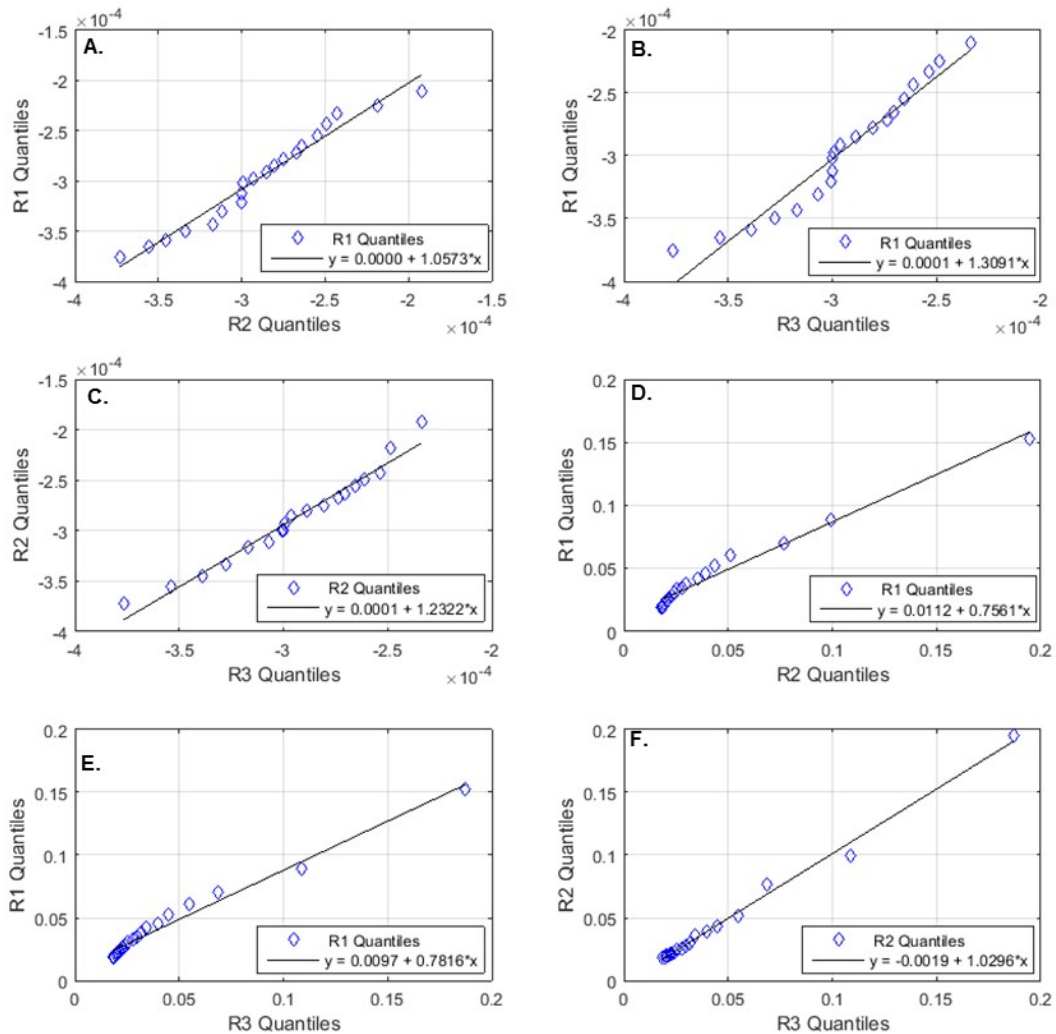 ×10⁻⁴
A.
-1.5
-2
-2.5
-3
-3.5
-4
R1 Quantiles
R1 Quantiles
y = 0.0000 + 1.0573*x
-4 -3.5 -3 -2.5 -2 -1.5
R2 Quantiles
×10⁻⁴
×10⁻⁴
B.
-2
-2.5
-3
-3.5
-4
R1 Quantiles
R1 Quantiles
y = 0.0001 + 1.3091*x
-4 -3.5 -3 -2.5 -2
R3 Quantiles
×10⁻⁴
×10⁻⁴
C.
-1.5
-2
-2.5
-3
-3.5
-4
R2 Quantiles
R2 Quantiles
y = 0.0001 + 1.2322*x
-4 -3.5 -3 -2.5 -2
R3 Quantiles
×10⁻⁴
D.
0.2
0.15
0.1
0.05
0
R1 Quantiles
R1 Quantiles
y = 0.0112 + 0.7561*x
0 0.05 0.1 0.15 0.2
R2 Quantiles
E.
0.2
0.15
0.1
0.05
0
R1 Quantiles
R1 Quantiles
y = 0.0097 + 0.7816*x
0 0.05 0.1 0.15 0.2
R3 Quantiles
F.
0.2
0.15
0.1
0.05
0
R2 Quantiles
R2 Quantiles
y = -0.0019 + 1.0296*x
0 0.05 0.1 0.15 0.2
R3 Quantiles